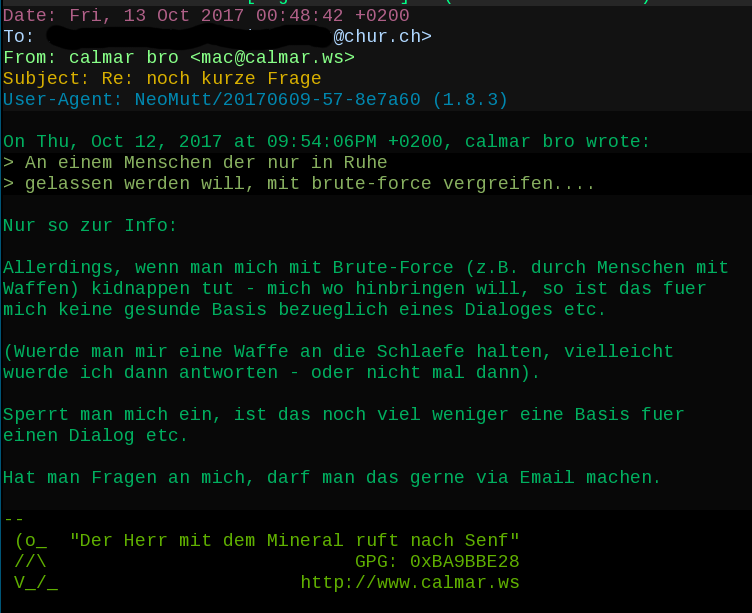 Date: Fri, 13 Oct 2017 00:48:42 +0200
To: @chur.ch>
From: calmar bro <mac@calmar.ws>
Subject: Re: noch kurze Frage
User-Agent: NeoMutt/20170609-57-8e7a60 (1.8.3)
On Thu, Oct 12, 2017 at 09:54:06PM +0200, calmar bro wrote:
> An einem Menschen der nur in Ruhe
> gelassen werden will, mit brute-force vergreifen....
Nur so zur Info:
Allerdings, wenn man mich mit Brute-Force (z.B. durch Menschen mit
Waffen) kidnappen tut - mich wo hinbringen will, so ist das fuer
mich keine gesunde Basis bezueglich eines Dialoges etc.
(Wuerde man mir eine Waffe an die Schlaefe halten, vielleicht
wuerde ich dann antworten - oder nicht mal dann).
Sperrt man mich ein, ist das noch viel weniger eine Basis fuer
einen Dialog etc.
Hat man Fragen an mich, darf man das gerne via Email machen.
--
(o_ "Der Herr mit dem Mineral ruft nach Senf"
//\ GPG: 0xBA9BBE28
V_/_ http://www.calmar.ws